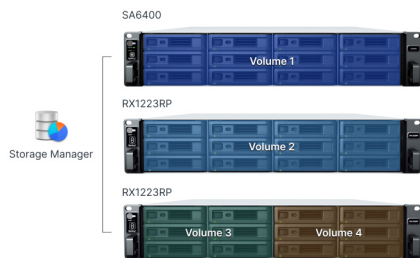 SA6400
Volume 1
RX1223RP
Volume 2
Storage Manager
RX1223RP
Volume 3
Volume 4